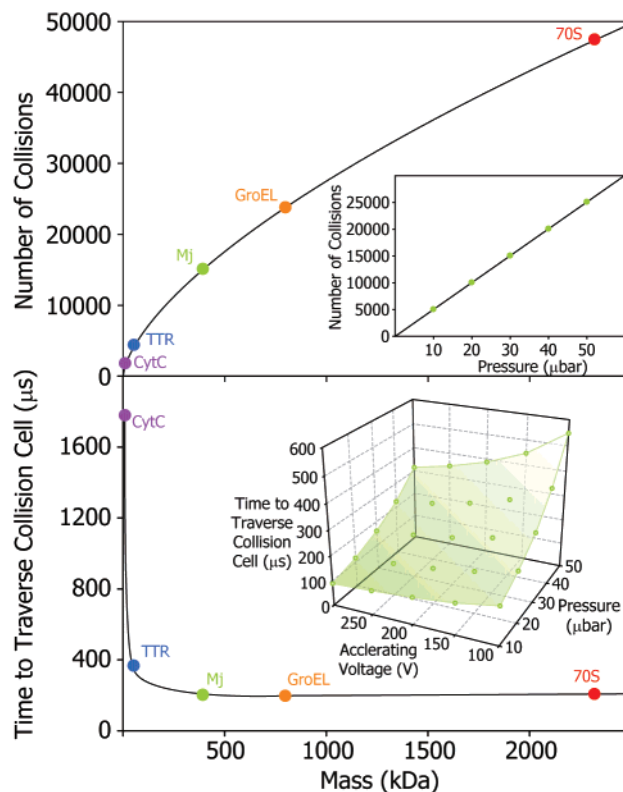 50000
40000
30000
20000
10000
0
Number of Collisions
70S
GroEL
Mj
TTR
CytC
Number of Collisions
25000
20000
15000
10000
5000
0
10 20 30 40 50
Pressure (μbar)
1600
1200
800
400
0
Time to Traverse Collision Cell (μs)
CytC
TTR
Mj
GroEL
70S
600
500
400
300
200
100
0
Time to
Traverse
Collision
Cell (μs)
250 200 150 100
Acclerating
Voltage (V)
50
40
30
20
10
Pressure
(μbar)
500 1000 1500 2000
Mass (kDa)